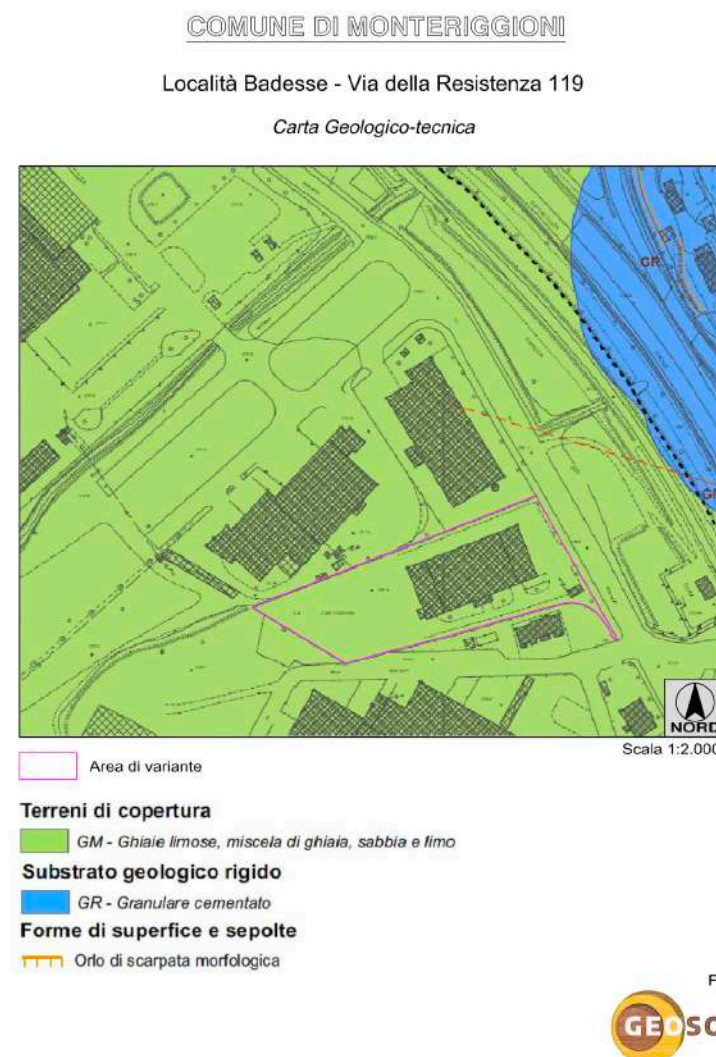 COMUNE DI MONTERIGGIONI
Località Badesse - Via della Resistenza 119
Carta Geologico-tecnica
GR
NORD
Scala 1:2.000
Area di variante
Terreni di copertura
GM - Ghiaie limose, miscela di ghiaia, sabbia e limo
Substrato geologico rigido
GR - Granulare cementato
Forme di superfice e sepolte
Orlo di scarpata morfologica
F
GEOSO